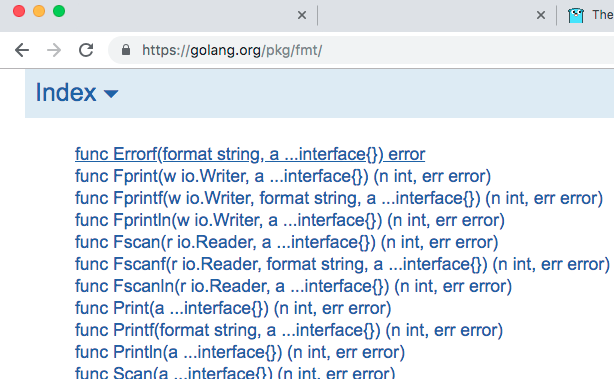 The
https://golang.org/pkg/fmt/
Index
func Errorf(format string, a ...interface{}) error
func Fprint(w io.Writer, a ...interface{}) (n int, err error)
func Fprintf(w io.Writer, format string, a ...interface{}) (n int, err error)
func Fprintln(w io.Writer, a ...interface{}) (n int, err error)
func Fscan(r io.Reader, a ...interface{}) (n int, err error)
func Fscanf(r io.Reader, format string, a ...interface{}) (n int, err error)
func Fscanln(r io.Reader, a ...interface{}) (n int, err error)
func Print(a ...interface{}) (n int, err error)
func Printf(format string, a ...interface{}) (n int, err error)
func Println(a ...interface{}) (n int, err error)
func Scan(a ...interface{}) (n int, err error)